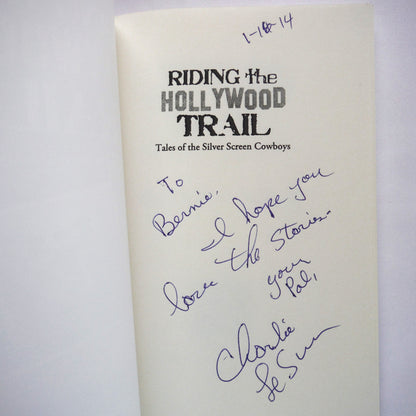 1-18-14
RIDING the
HOLLYWOOD
TRAIL
Tales of the Silver Screen Cowboys
To
Bernie,
I hope you
love the Stories.
your
Pal,
Charlie
LeSueur